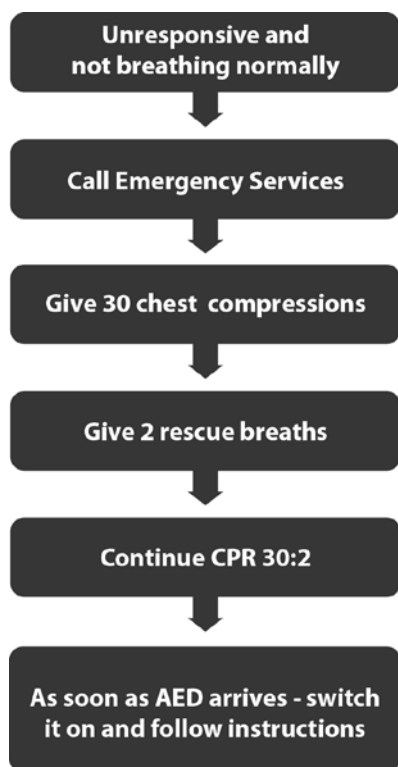 Unresponsive and
not breathing normally
Call Emergency Services
Give 30 chest compressions
Give 2 rescue breaths
Continue CPR 30:2
As soon as AED arrives - switch
it on and follow instructions